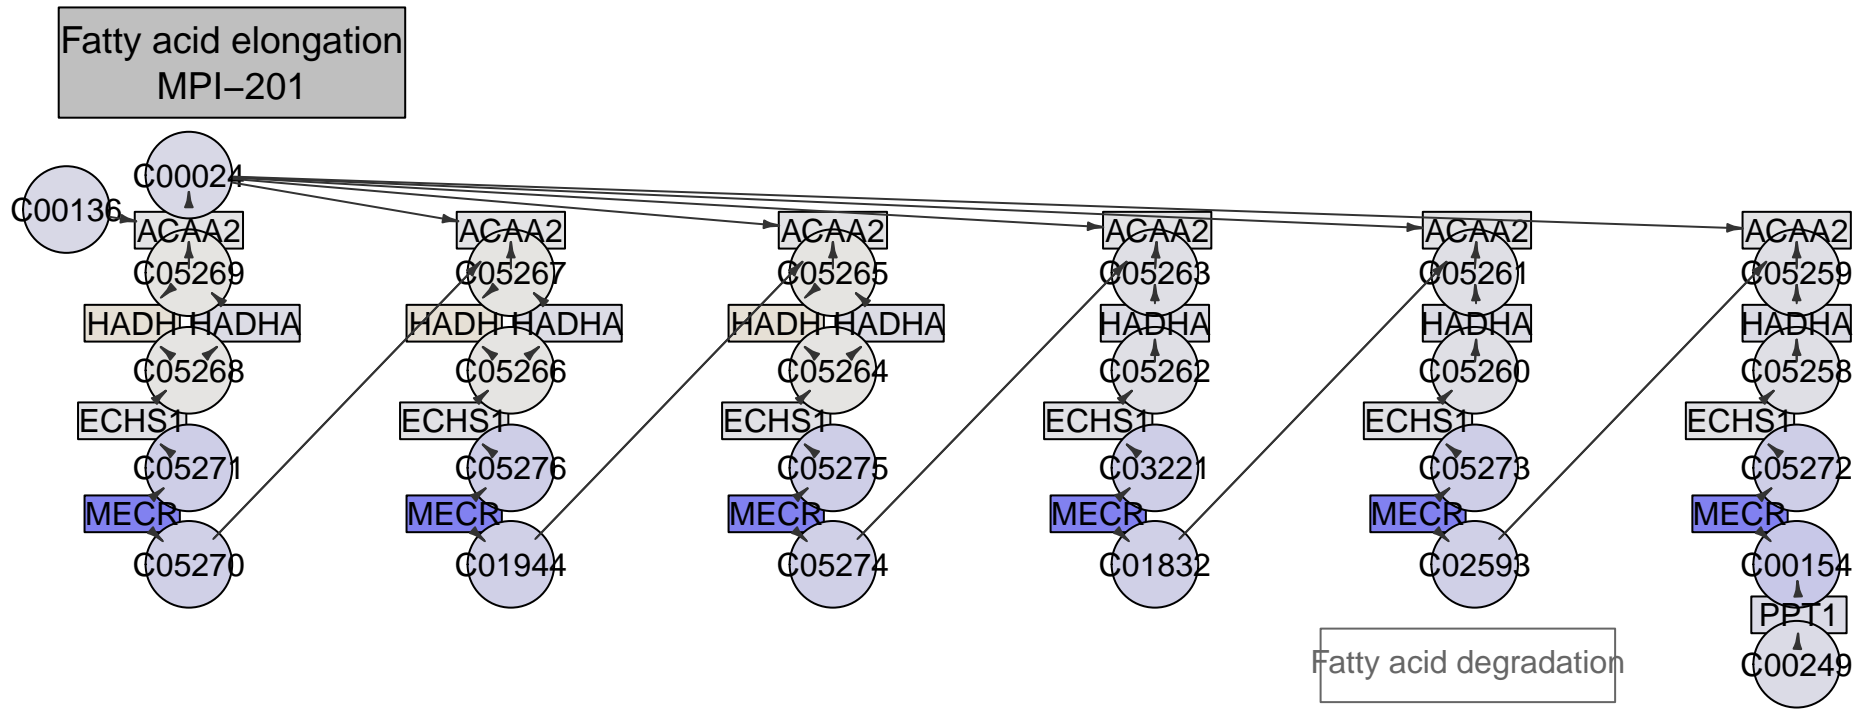 Fatty acid elongation
MPI−201
C00024
C00136
ACAA2 ACAA2 ACAA2 ACAA2 ACAA2 ACAA2
C05269 C05267 C05265 C05263 C05261 C05259
HADH HADHA HADH HADHA HADH HADHA HADHA HADHA HADHA
C05268 C05266 C05264 C05262 C05260 C05258
ECHS1 ECHS1 ECHS1 ECHS1 ECHS1 ECHS1
C05271 C05276 C05275 C03221 C05273 C05272
MECR MECR MECR MECR MECR MECR
C05270 C01944 C05274 C01832 C02593 C00154
PPT1
Fatty acid degradation C00249